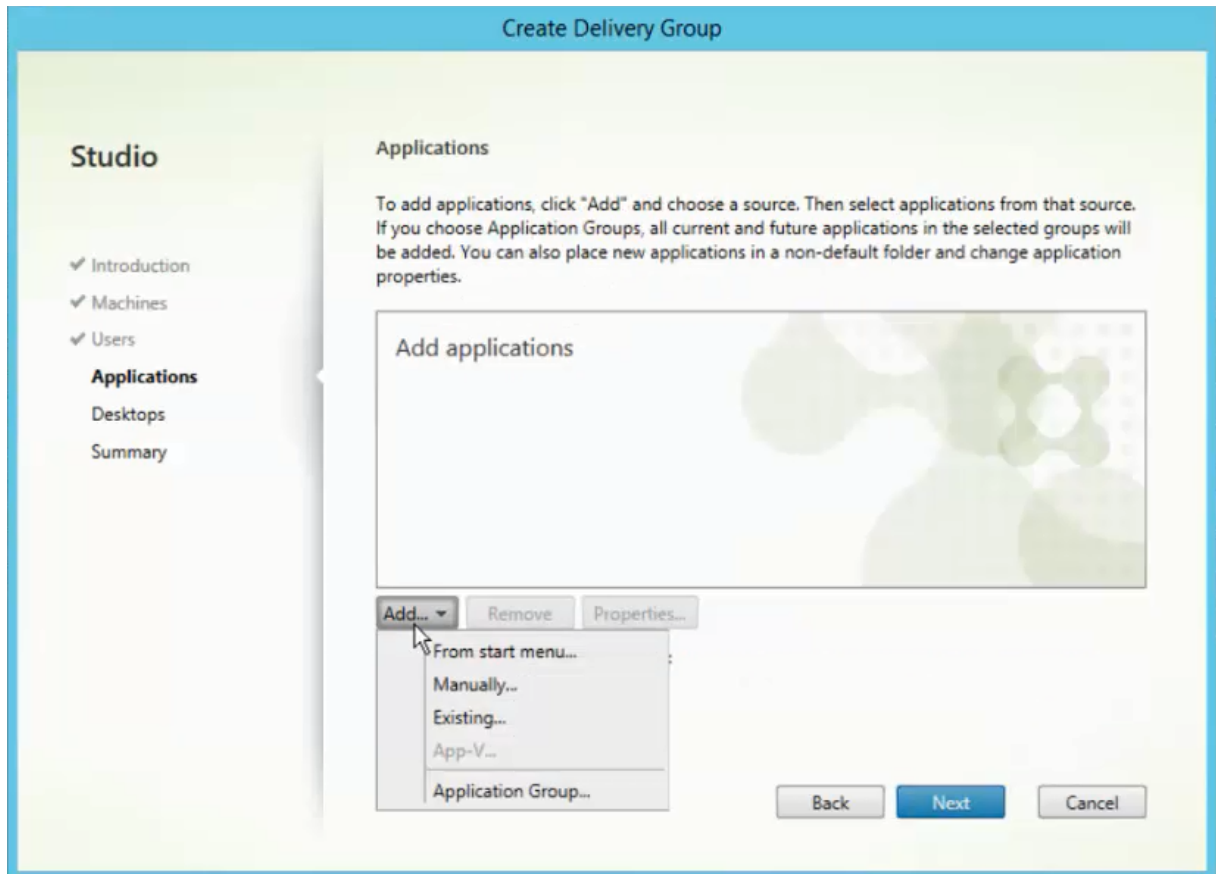 Create Delivery Group
Studio
Introduction
Machines
Users
Applications
Desktops
Summary
Applications
To add applications, click "Add" and choose a source. Then select applications from that source.
If you choose Application Groups, all current and future applications in the selected groups will
be added. You can also place new applications in a non-default folder and change application
properties.
Add applications
Add... Remove Properties...
From start menu...
Manually...
Existing...
App-V...
Application Group...
Back Next Cancel